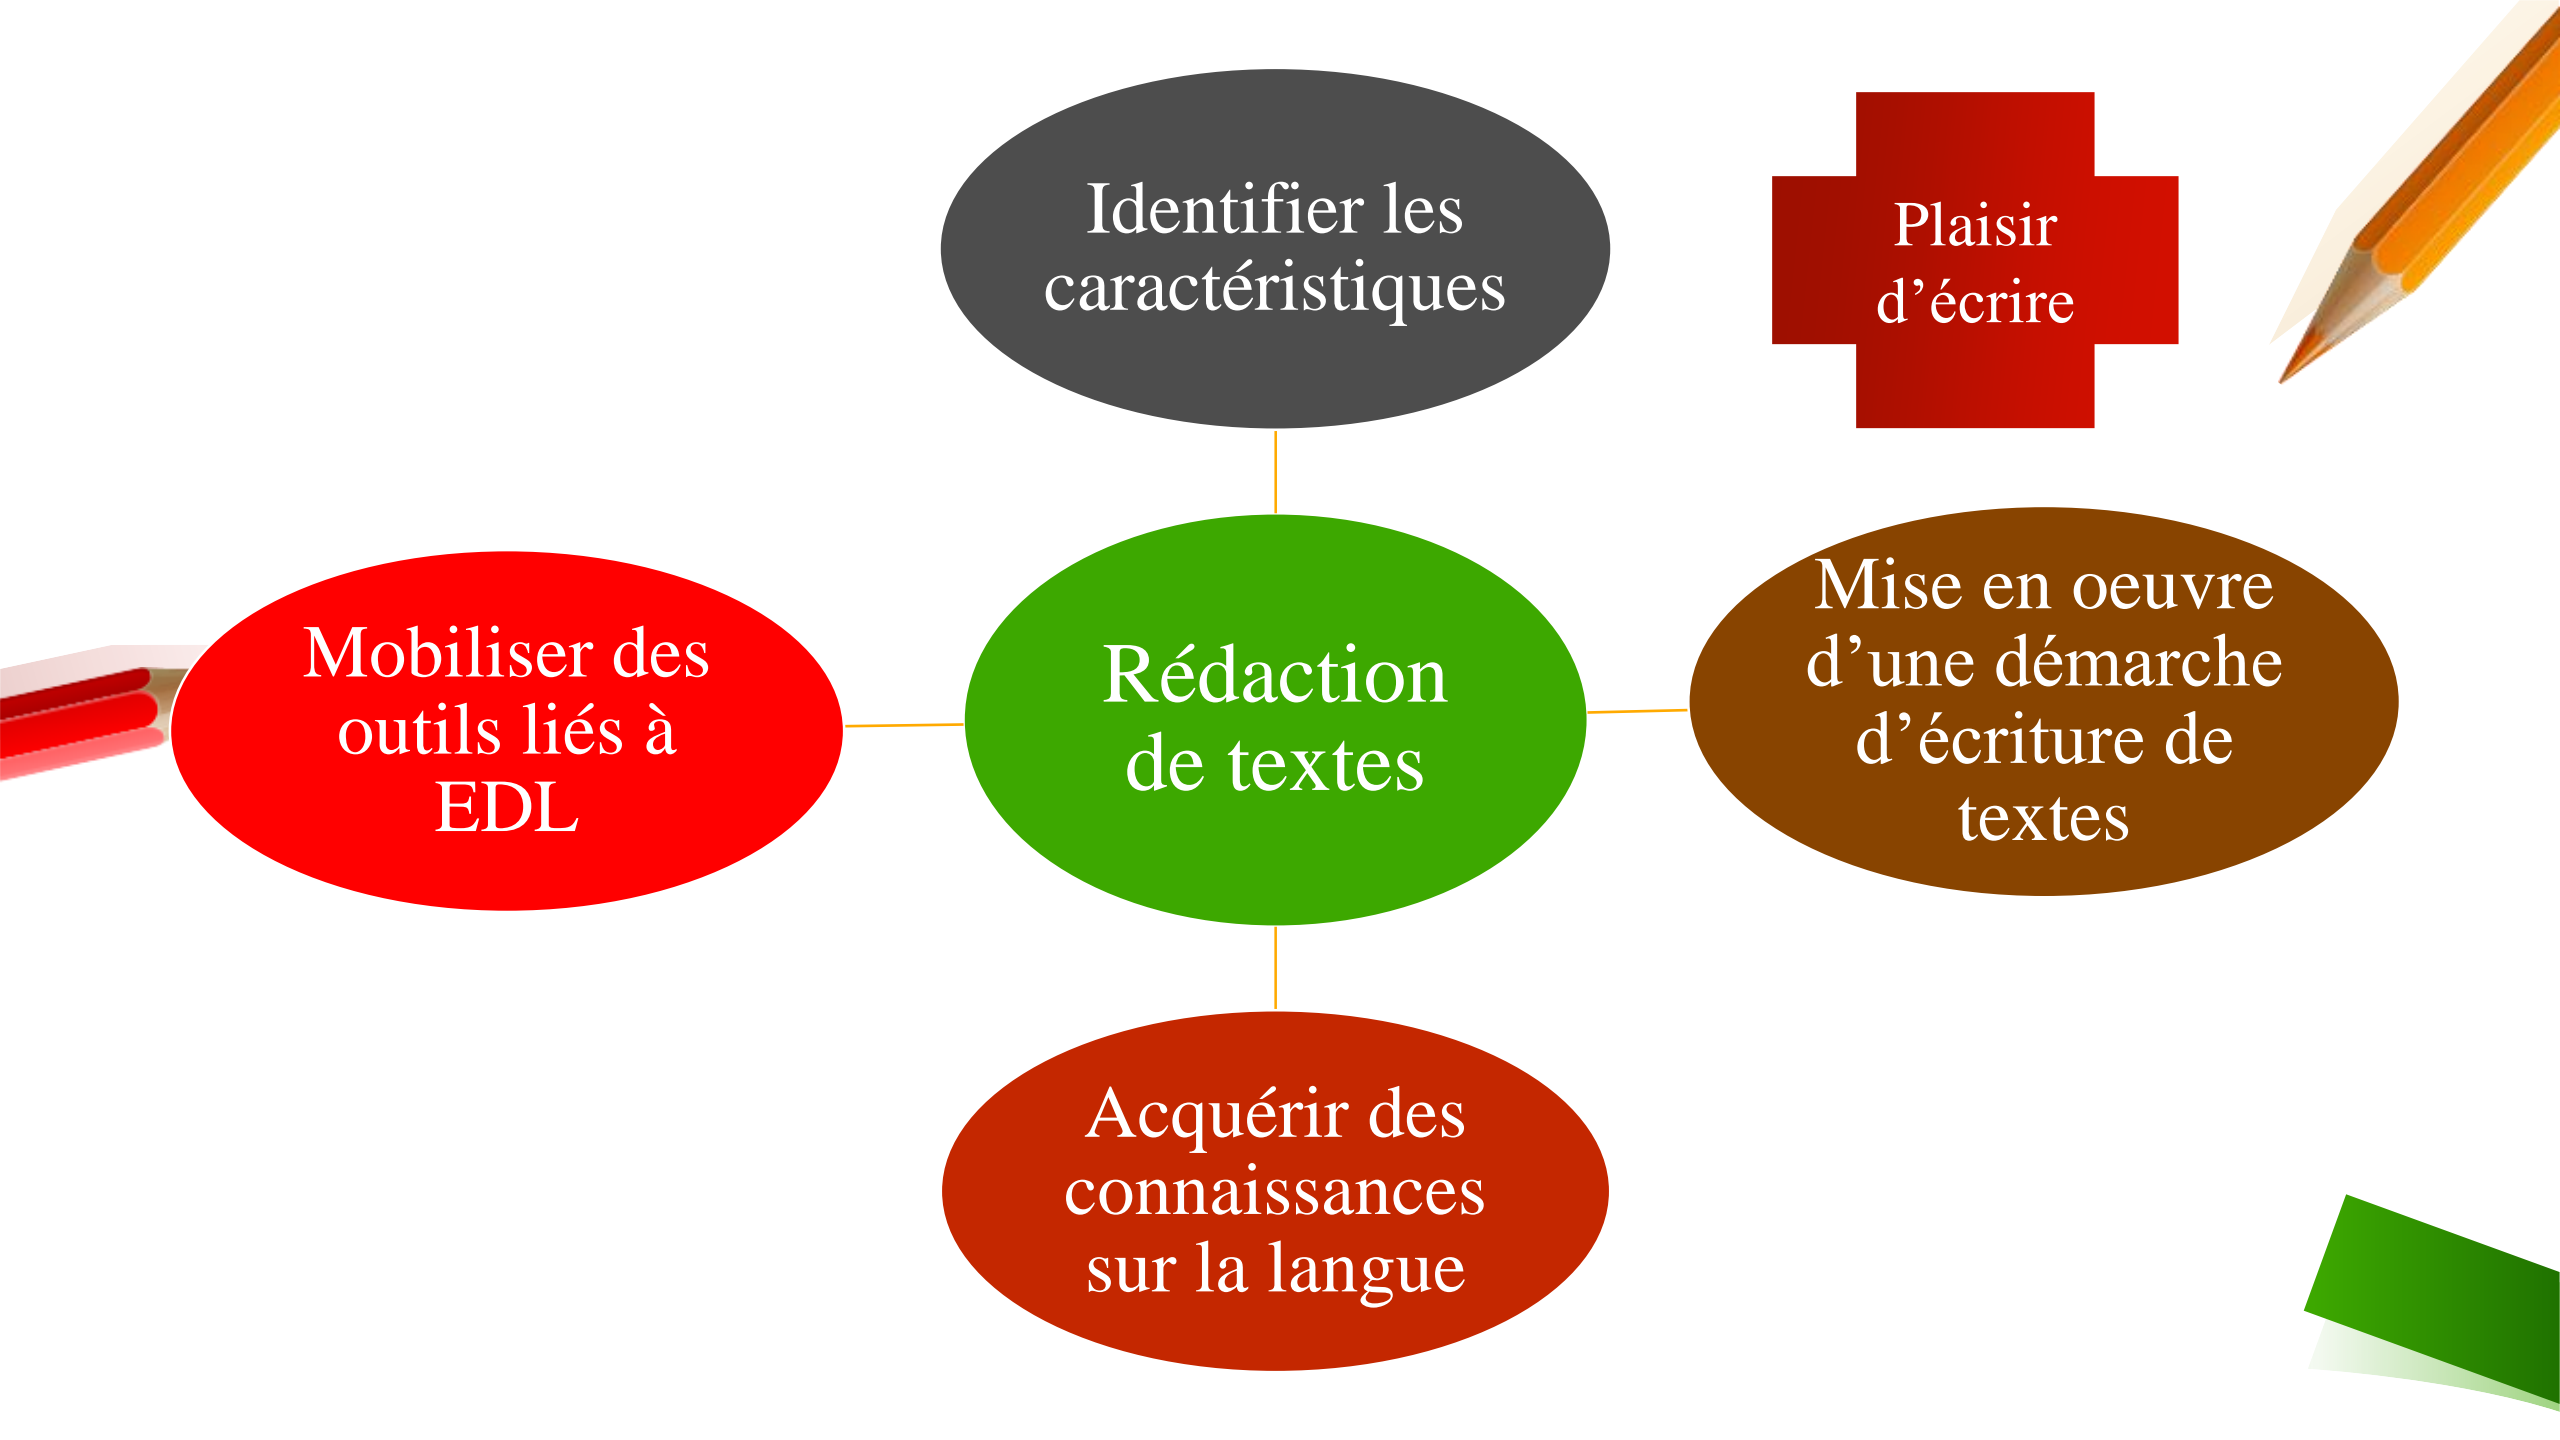 Identifier les
caractéristiques
Plaisir
d’écrire
Mobiliser des
outils liés à
EDL
Rédaction
de textes
Mise en oeuvre
d’une démarche
d’écriture de
textes
Acquérir des
connaissances
sur la langue